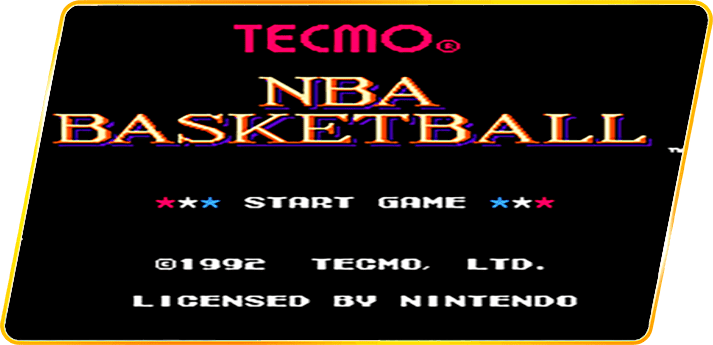 TECMO®
NBA
BASKETBALL™
★★★ START GAME ★★★
©1992 TECMO, LTD.
LICENSED BY NINTENDO